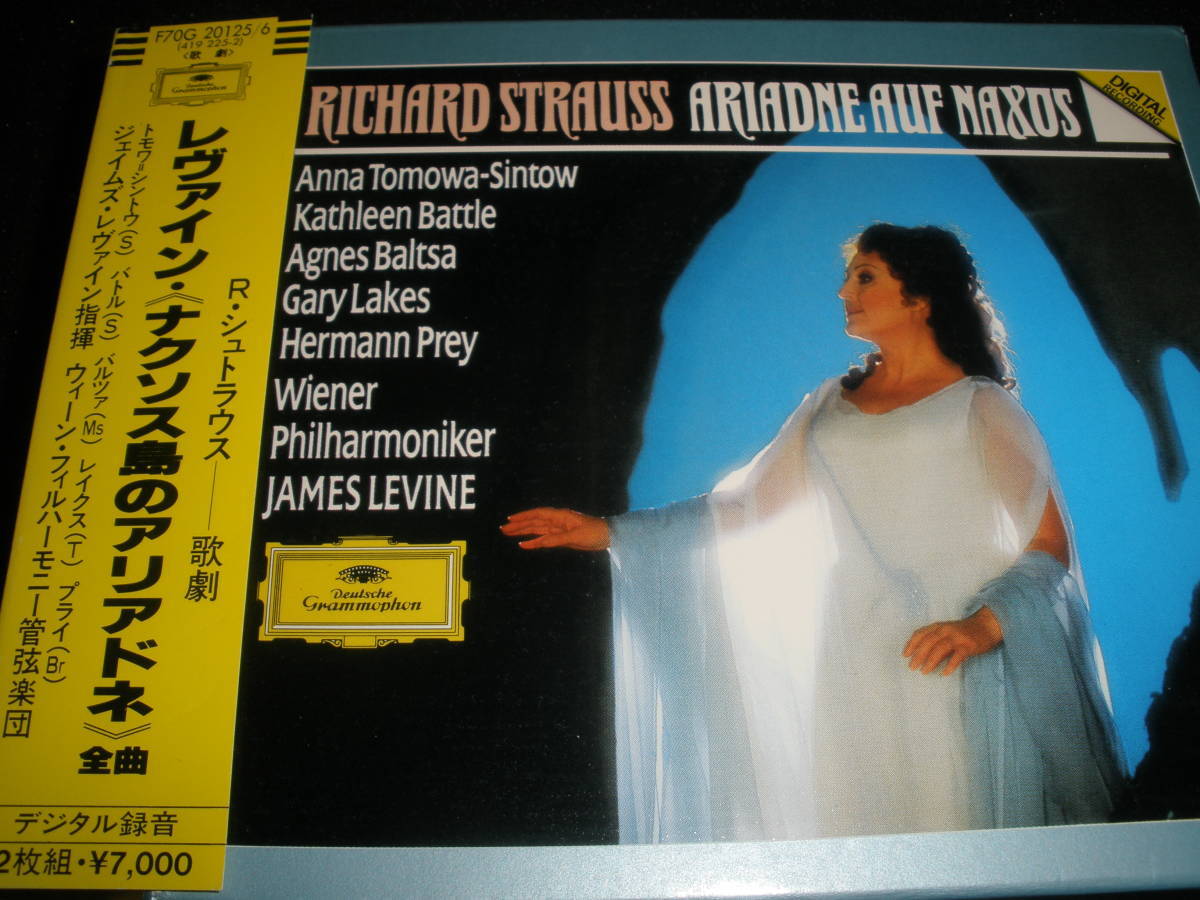 F70G 20125/6
(419 225-2)
〈歌劇〉
Deutsche
Grammophon
R・シュトラウス――歌劇
レヴァイン・《ナクソス島のアリアドネ》全曲
トモワ=シントウ(S) バトル(S) バルツァ(Ms) レイクス(T) プライ(Br)
ジェイムズ・レヴァイン指揮 ウィーン・フィルハーモニー管弦楽団
デジタル録音
2枚組・¥7,000
RICHARD STRAUSS ARIADNE AUF NAXOS
DIGITAL
RECORDING
Anna Tomowa-Sintow
Kathleen Battle
Agnes Baltsa
Gary Lakes
Hermann Prey
Wiener
Philharmoniker
JAMES LEVINE
Deutsche
Grammophon